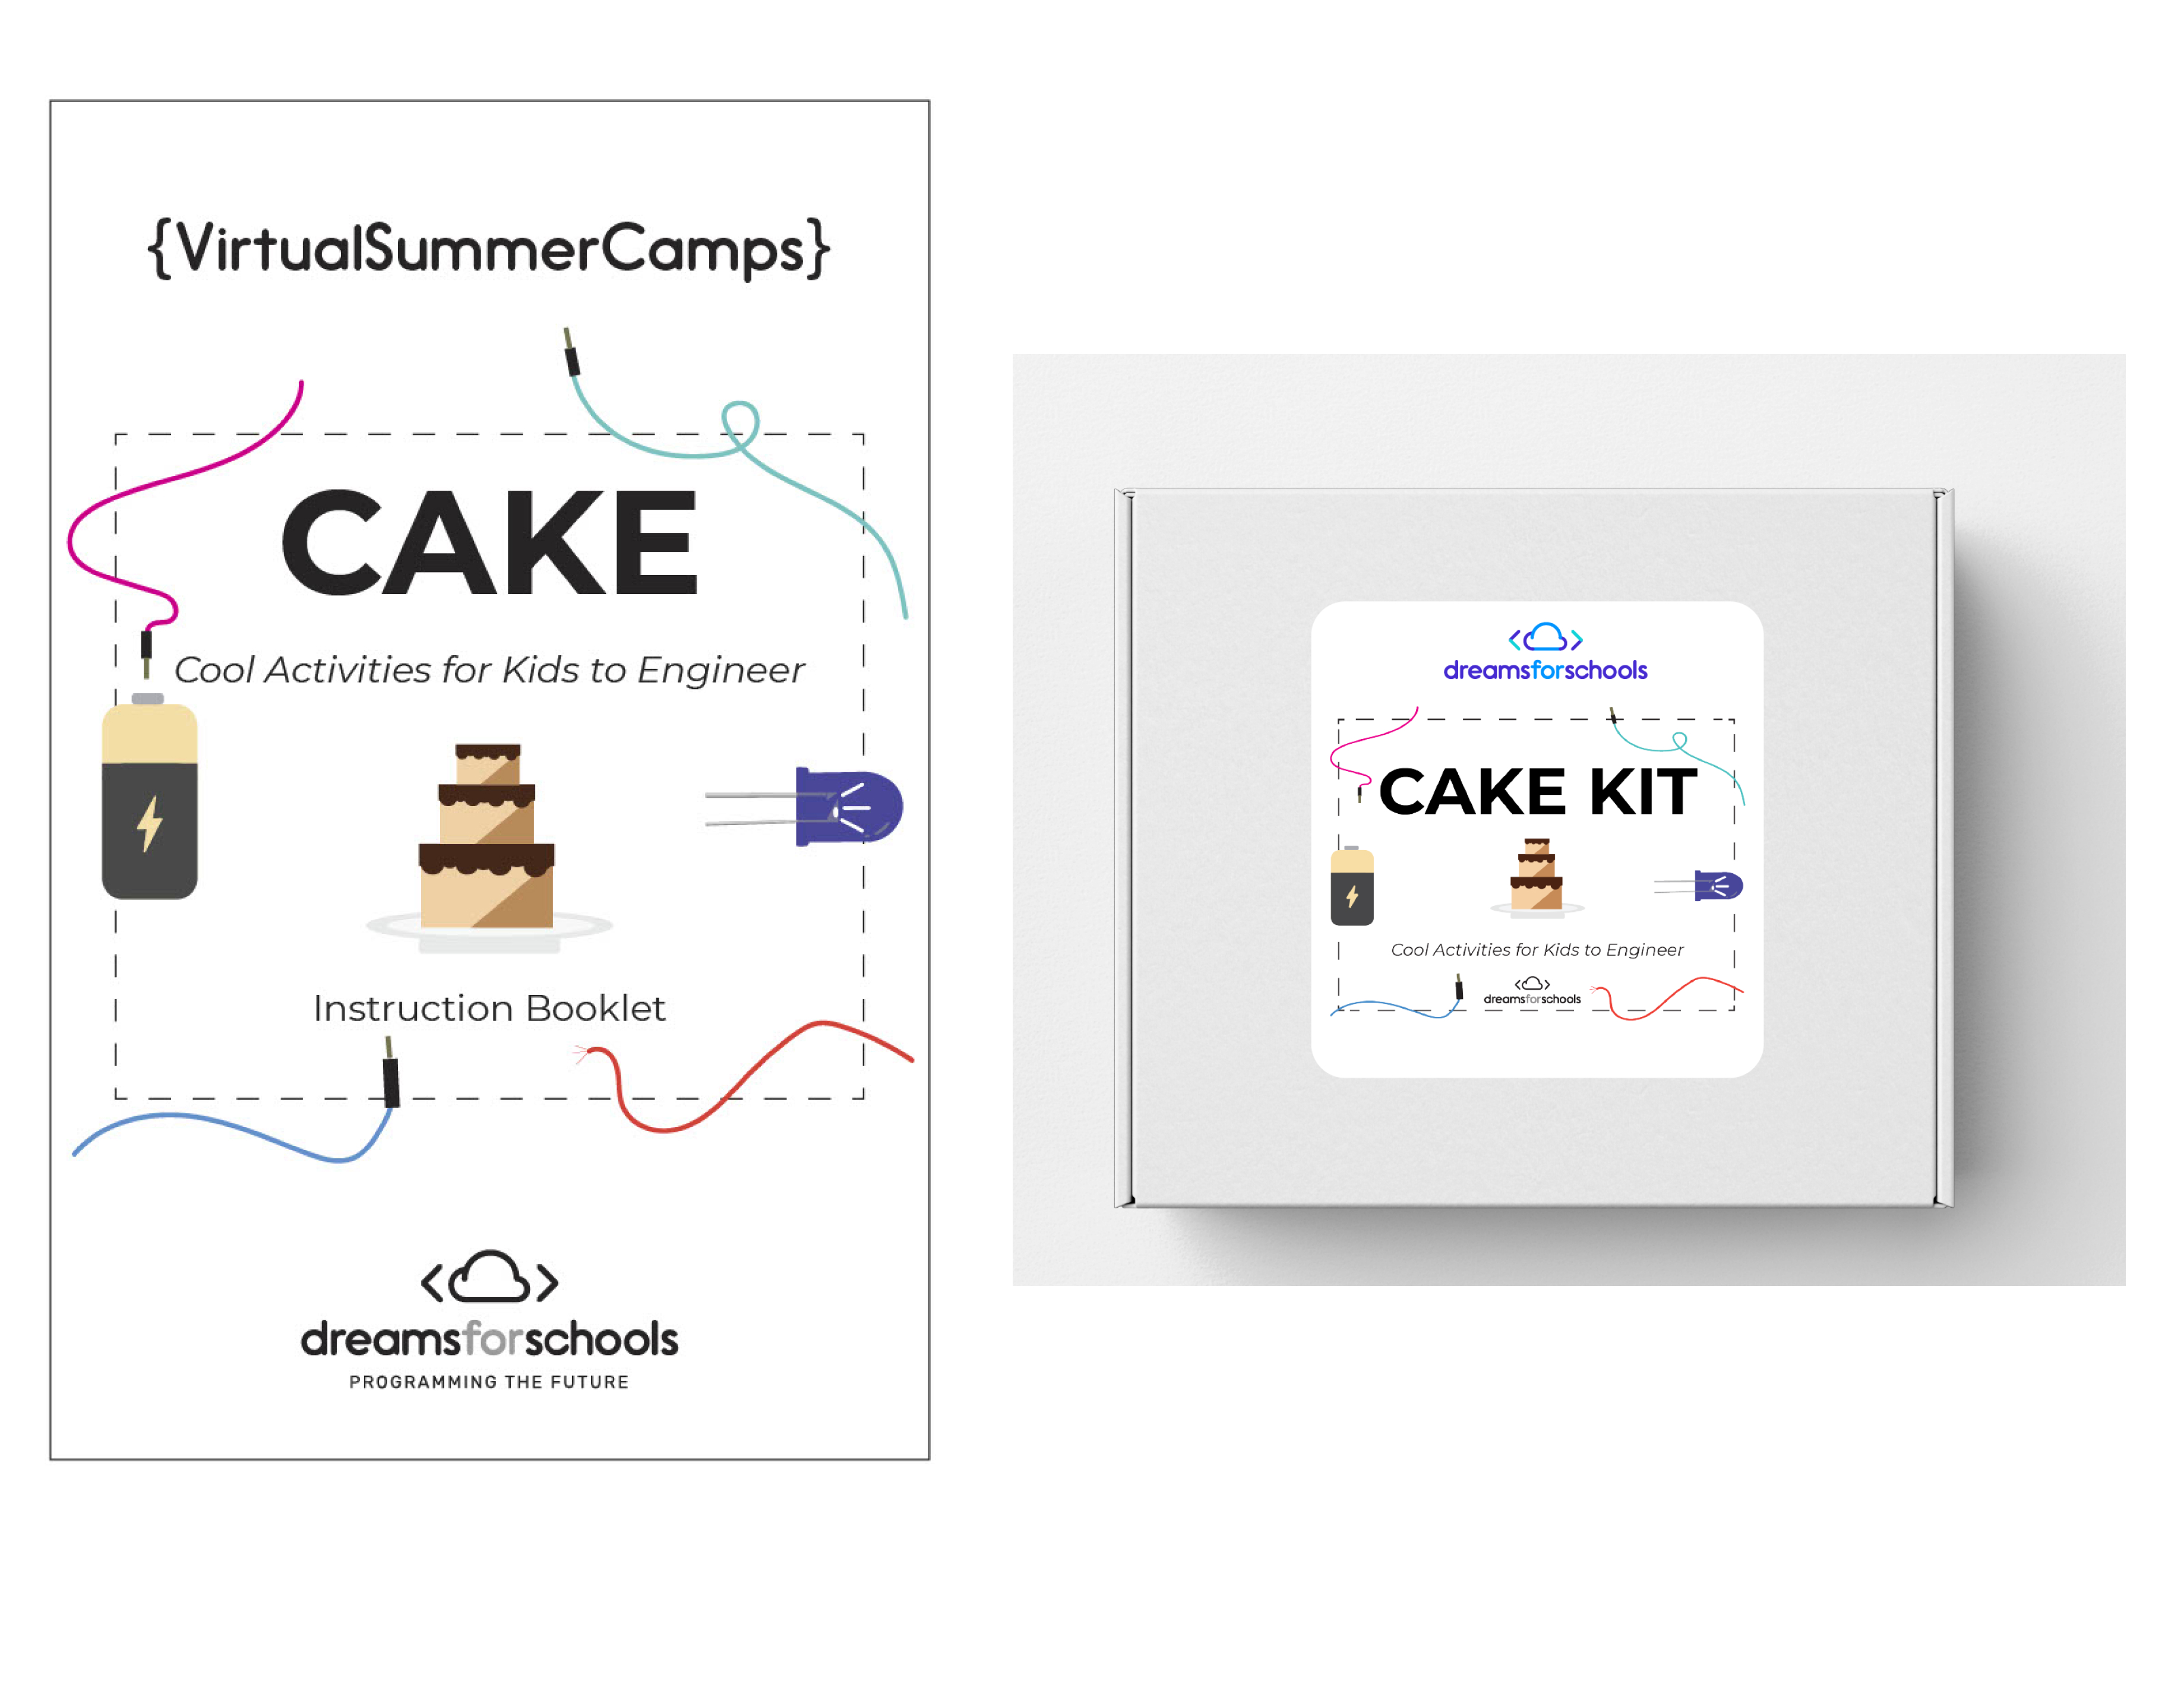 {VirtualSummerCamps}
CAKE
Cool Activities for Kids to Engineer
Instruction Booklet
dreamsforschools
PROGRAMMING THE FUTURE
dreamsforschools
CAKE KIT
Cool Activities for Kids to Engineer
dreamsforschools